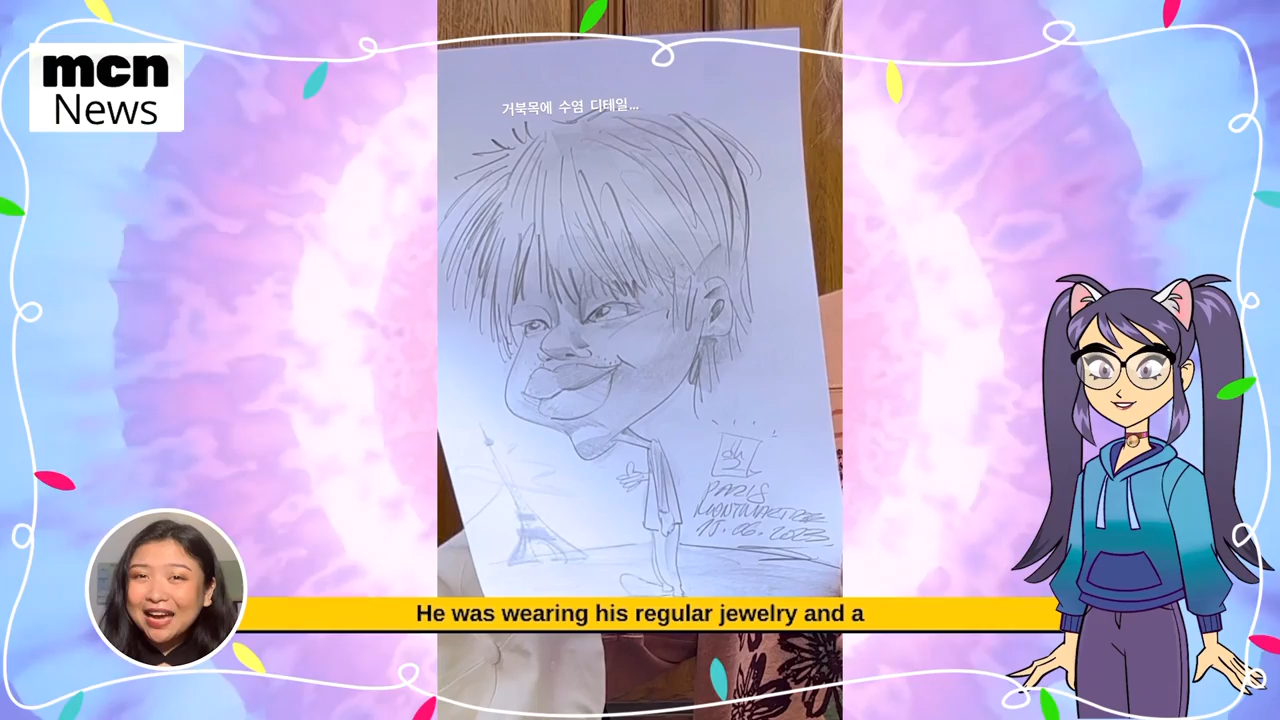 mcn
News
거북목에 수염 디테일...
PARIS
MONTMARTRE
15.06.2023
He was wearing his regular jewelry and a